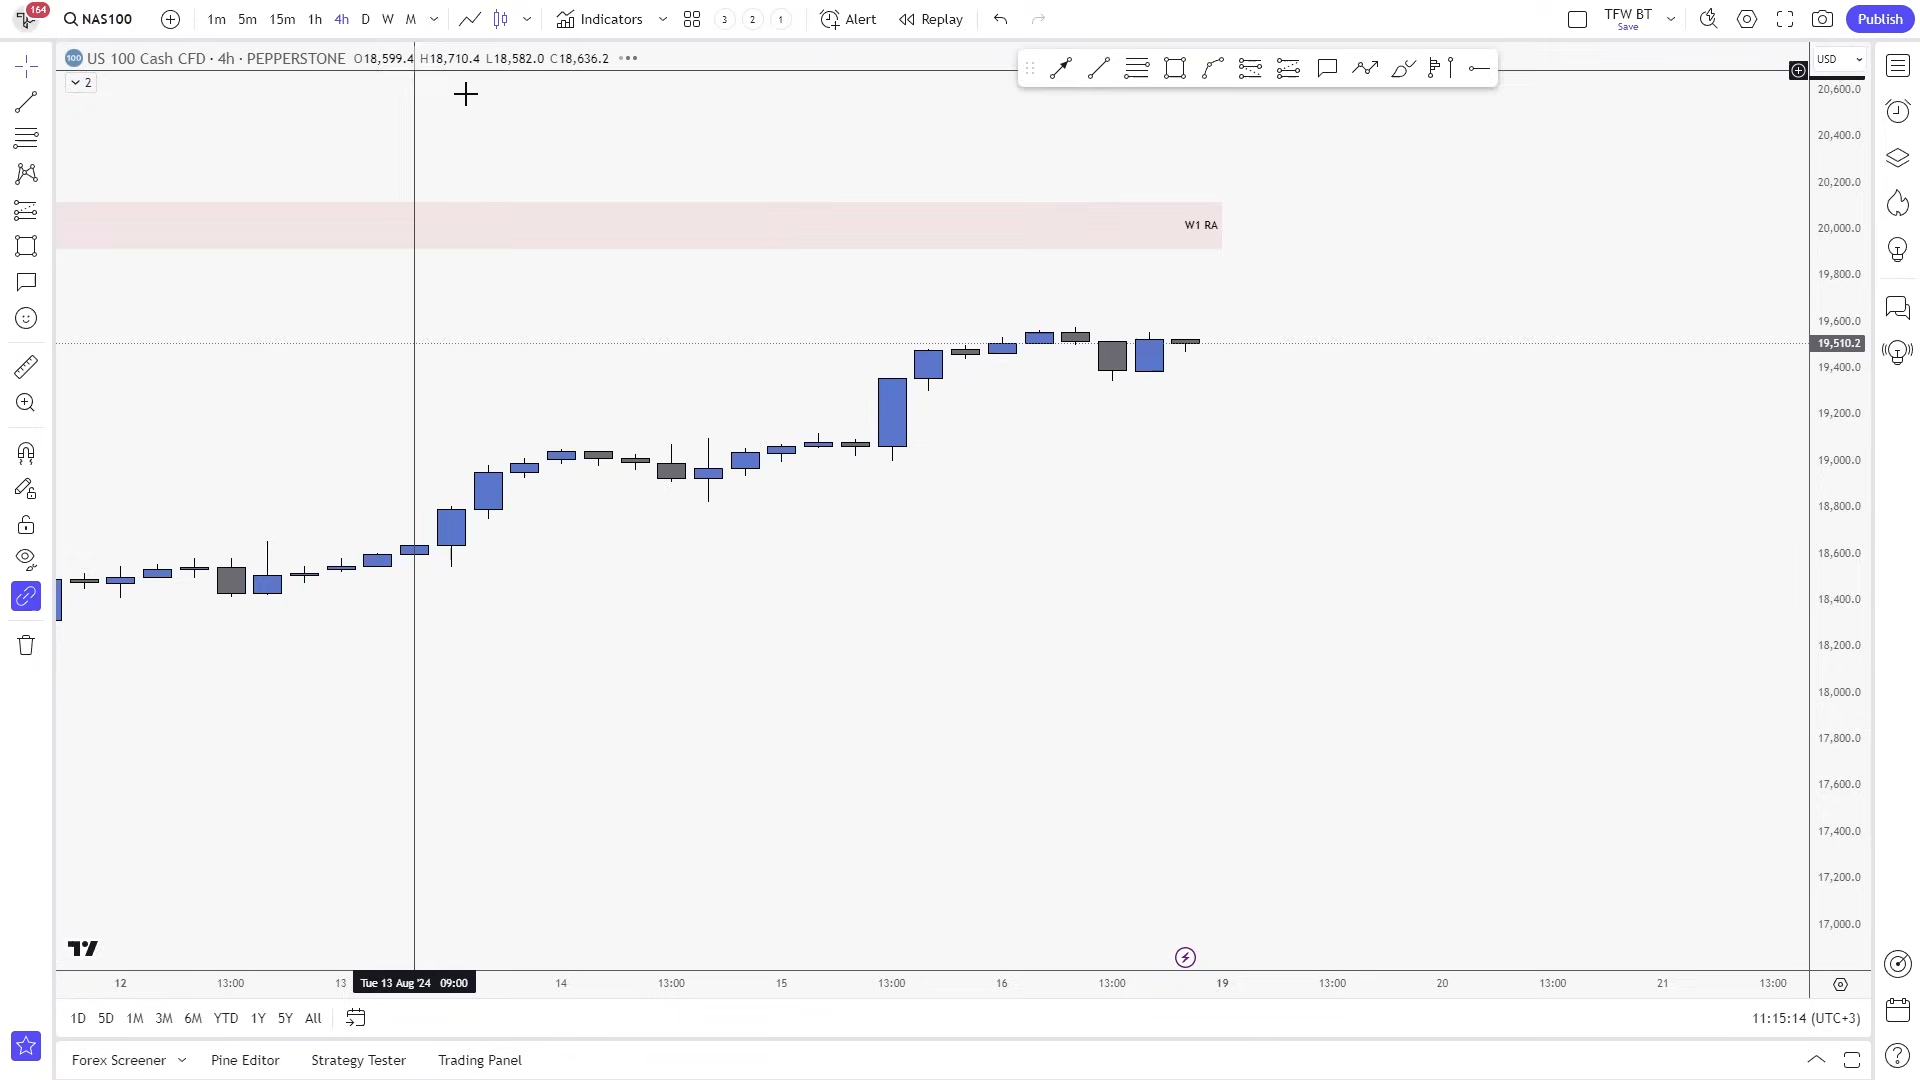 164
NAS100
1m 5m 15m 1h 4h D W M
Indicators
3 2 1
Alert
Replay
TFW BT
Save
Publish
100 US 100 Cash CFD · 4h · PEPPERSTONE O18,599.4 H18,710.4 L18,582.0 C18,636.2
USD
2
20,600.0
20,400.0
20,200.0
W1 RA
20,000.0
19,800.0
19,600.0
19,510.2
19,400.0
19,200.0
19,000.0
18,800.0
18,600.0
18,400.0
18,200.0
18,000.0
17,800.0
17,600.0
17,400.0
17,200.0
17,000.0
12 13:00 13 Tue 13 Aug '24 09:00 14 13:00 15 13:00 16 13:00 19 13:00 20 13:00 21 13:00
1D 5D 1M 3M 6M YTD 1Y 5Y All
11:15:14 (UTC+3)
Forex Screener Pine Editor Strategy Tester Trading Panel